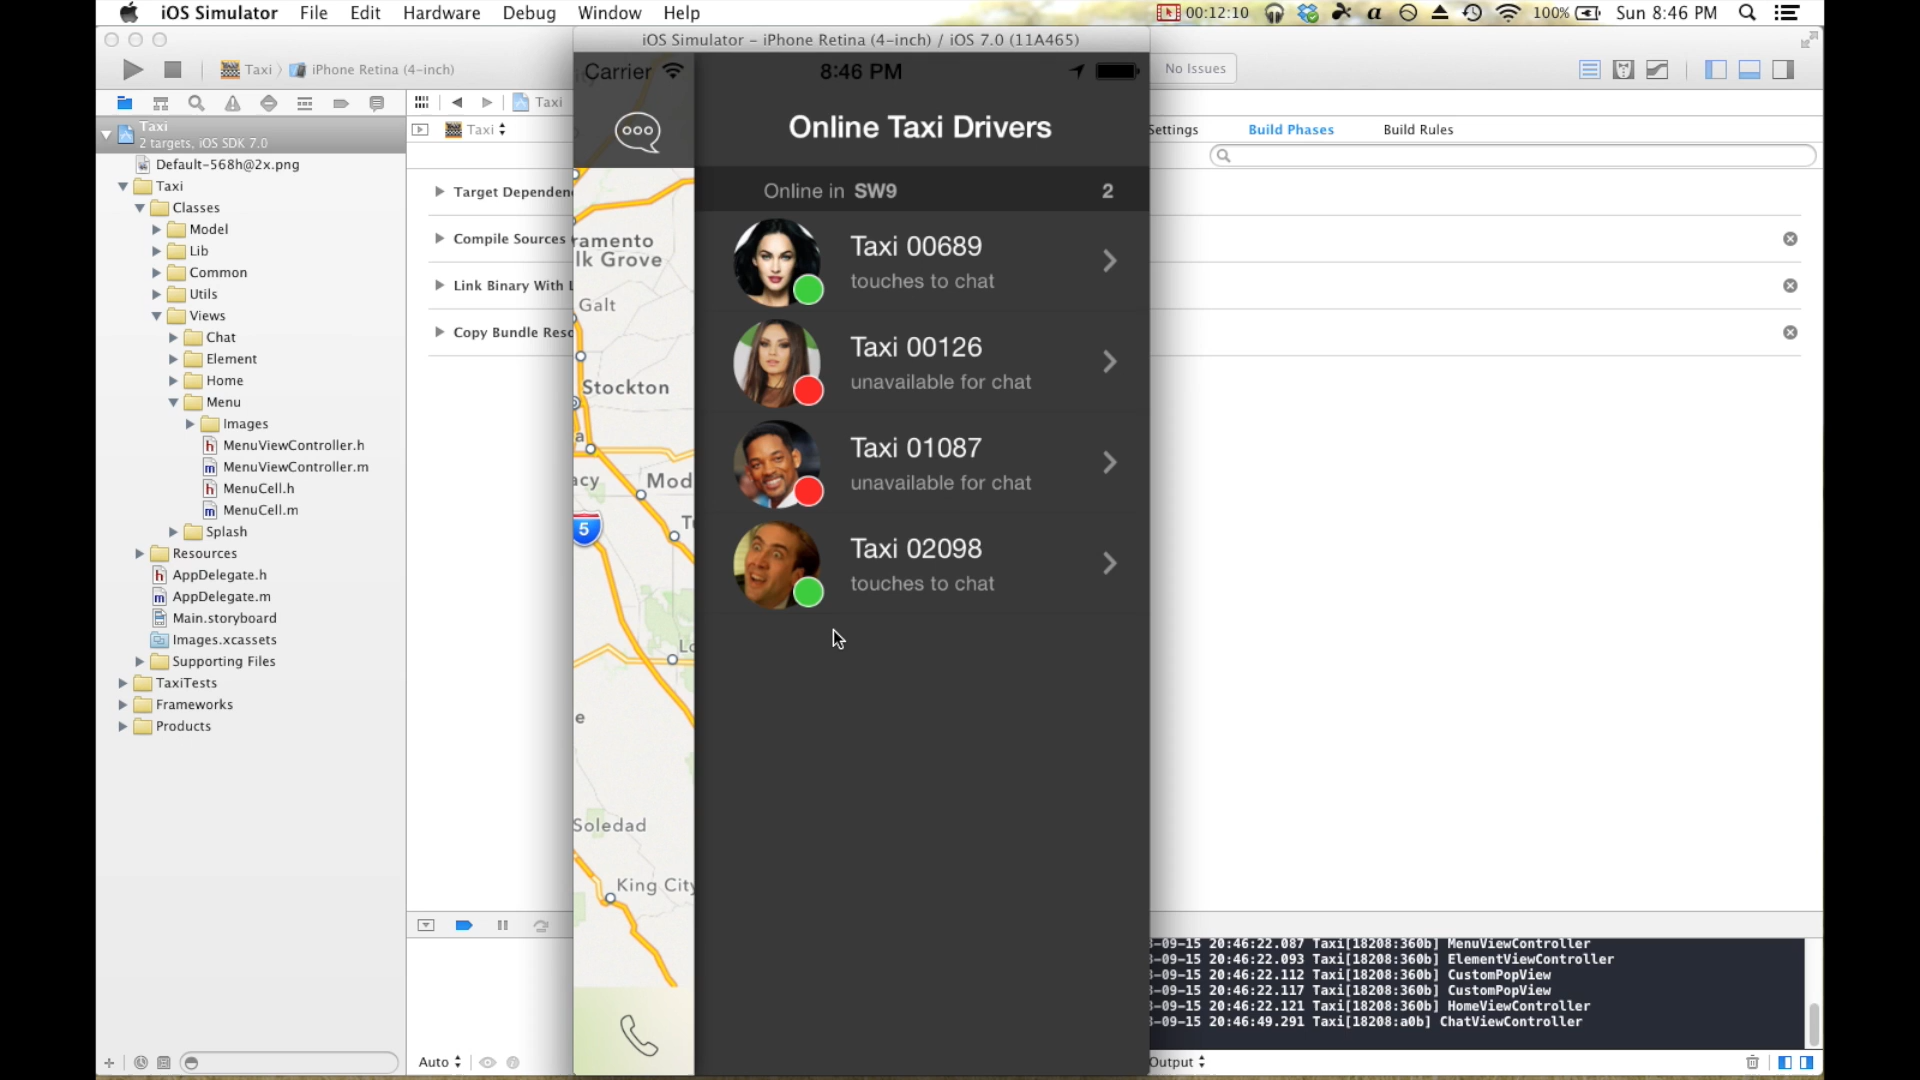 iOS Simulator File Edit Hardware Debug Window Help
00:12:10 100% Sun 8:46 PM
iOS Simulator – iPhone Retina (4-inch) / iOS 7.0 (11A465)
Taxi iPhone Retina (4-inch)
No Issues
Taxi
2 targets, iOS SDK 7.0
Default-568h@2x.png
Taxi
Classes
Model
Lib
Common
Utils
Views
Chat
Element
Home
Menu
Images
MenuViewController.h
MenuViewController.m
MenuCell.h
MenuCell.m
Splash
Resources
AppDelegate.h
AppDelegate.m
Main.storyboard
Images.xcassets
Supporting Files
TaxiTests
Frameworks
Products
Taxi
Taxi
Settings Build Phases Build Rules
Target Dependen
Compile Sources
Link Binary With L
Copy Bundle Reso
Carrier 8:46 PM
Online Taxi Drivers
Online in SW9 2
Taxi 00689
touches to chat
Taxi 00126
unavailable for chat
Taxi 01087
unavailable for chat
Taxi 02098
touches to chat
ramento
lk Grove
Galt
Stockton
acy
Mod
5
Soledad
King City
3-09-15 20:46:22.087 Taxi[18208:360b] MenuViewController
3-09-15 20:46:22.093 Taxi[18208:360b] ElementViewController
3-09-15 20:46:22.112 Taxi[18208:360b] CustomPopView
3-09-15 20:46:22.117 Taxi[18208:360b] CustomPopView
3-09-15 20:46:22.121 Taxi[18208:360b] HomeViewController
3-09-15 20:46:49.291 Taxi[18208:a0b] ChatViewController
Auto
Output